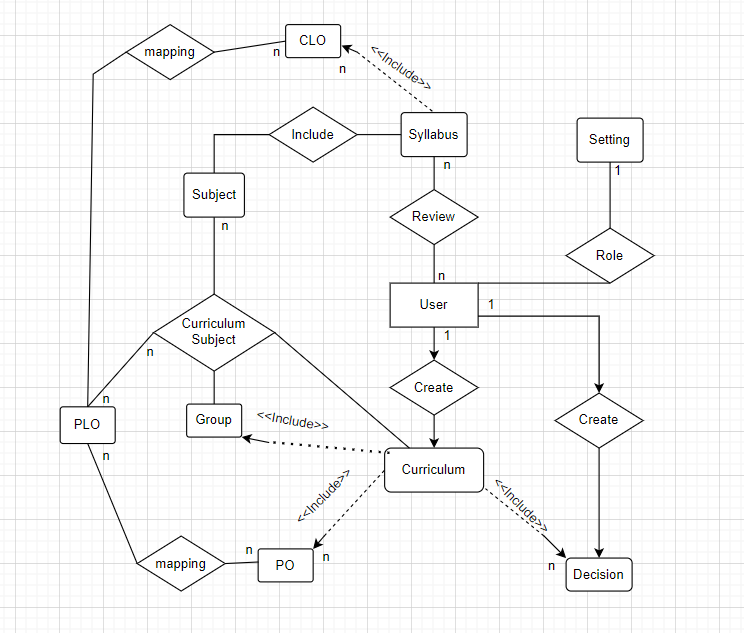 CLO
mapping
n
n
<<Include>>
Include
Syllabus
Setting
n
1
Subject
n
Review
Role
n
User
1
1
Curriculum
Subject
n
Create
n
Group
<<Include>>
Create
PLO
n
Curriculum
<<Include>>
<<Include>>
n
mapping
n
PO
n
n
Decision